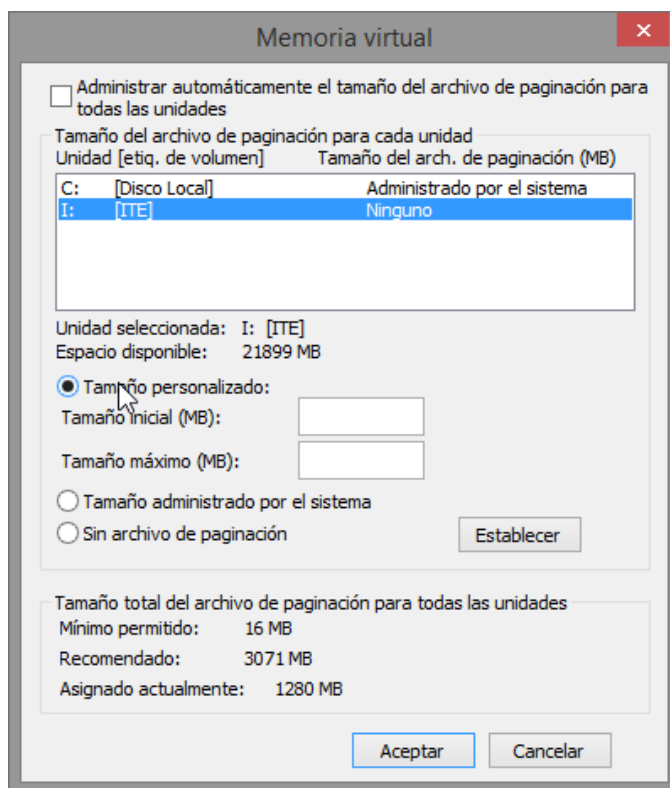 Memoria virtual
Administrar automáticamente el tamaño del archivo de paginación para
todas las unidades
Tamaño del archivo de paginación para cada unidad
Unidad [etiq. de volumen] Tamaño del arch. de paginación (MB)
C: [Disco Local] Administrado por el sistema
I: [ITE] Ninguno
Unidad seleccionada: I: [ITE]
Espacio disponible: 21899 MB
Tamaño personalizado:
Tamaño inicial (MB):
Tamaño máximo (MB):
Tamaño administrado por el sistema
Sin archivo de paginación
Establecer
Tamaño total del archivo de paginación para todas las unidades
Mínimo permitido: 16 MB
Recomendado: 3071 MB
Asignado actualmente: 1280 MB
Aceptar Cancelar